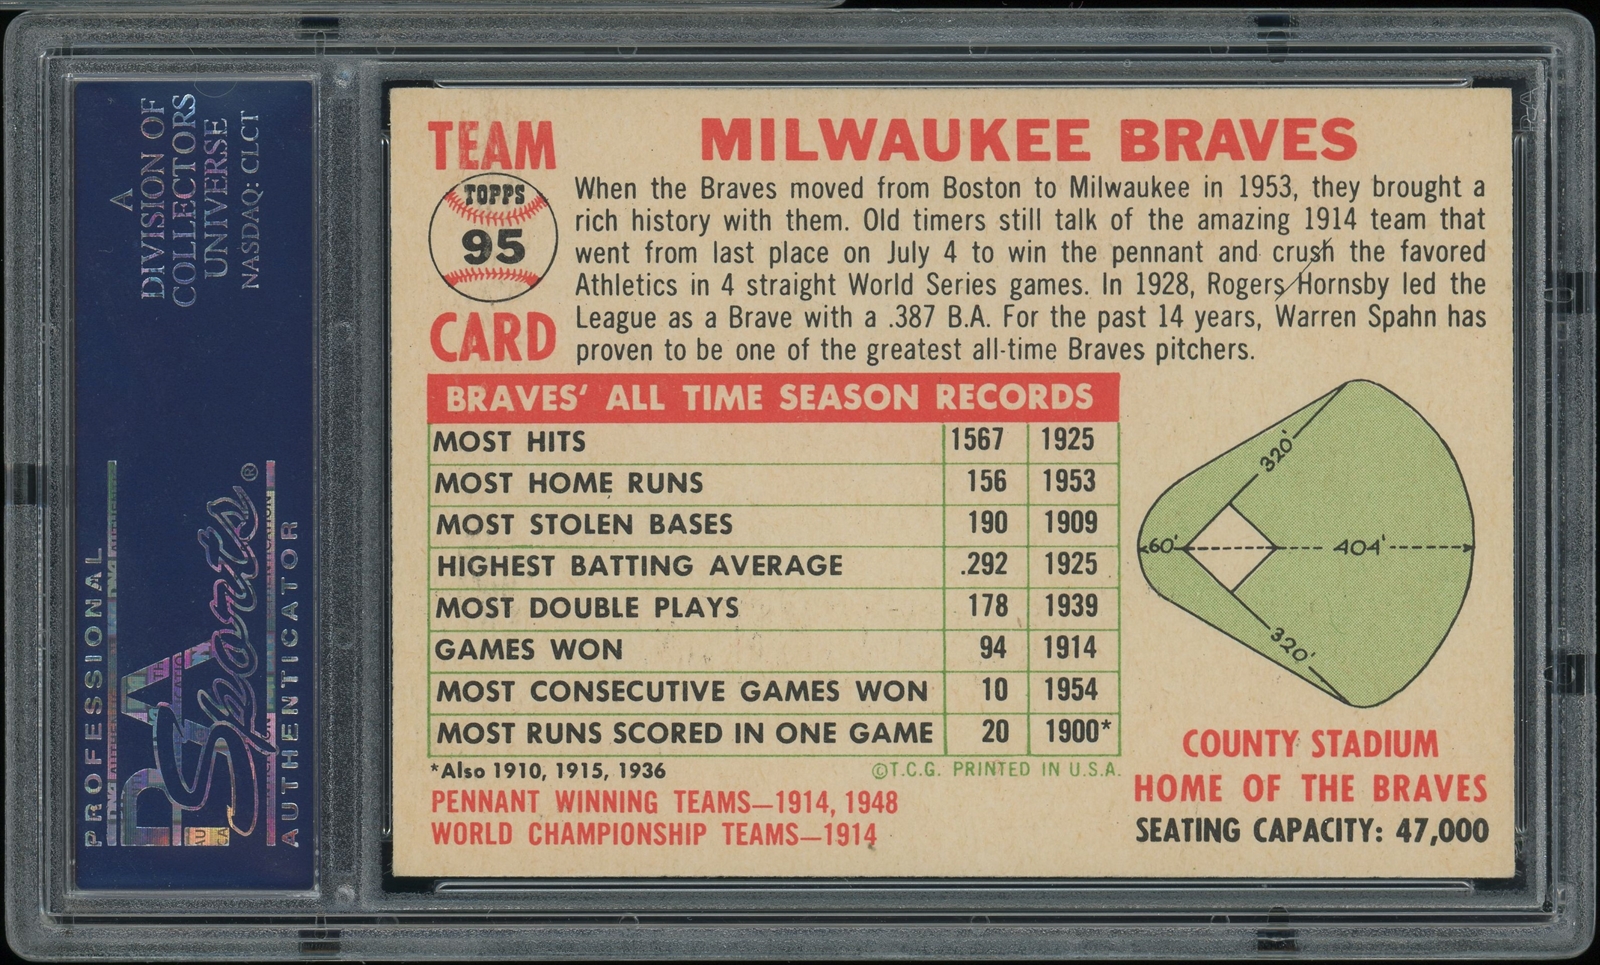 A
DIVISION OF
COLLECTORS
UNIVERSE
NASDAQ: CLCT
PROFESSIONAL
PSA
Sports®
AUTHENTICATOR
TEAM
TOPPS
95
CARD
MILWAUKEE BRAVES
When the Braves moved from Boston to Milwaukee in 1953, they brought a
rich history with them. Old timers still talk of the amazing 1914 team that
went from last place on July 4 to win the pennant and crush the favored
Athletics in 4 straight World Series games. In 1928, Rogers Hornsby led the
League as a Brave with a .387 B.A. For the past 14 years, Warren Spahn has
proven to be one of the greatest all-time Braves pitchers.
BRAVES' ALL TIME SEASON RECORDS
MOST HITS 1567 1925
MOST HOME RUNS 156 1953
MOST STOLEN BASES 190 1909
HIGHEST BATTING AVERAGE .292 1925
MOST DOUBLE PLAYS 178 1939
GAMES WON 94 1914
MOST CONSECUTIVE GAMES WON 10 1954
MOST RUNS SCORED IN ONE GAME 20 1900*
*Also 1910, 1915, 1936
©T.C.G. PRINTED IN U.S.A.
PENNANT WINNING TEAMS—1914, 1948
WORLD CHAMPIONSHIP TEAMS—1914
320'
60'
404'
320'
COUNTY STADIUM
HOME OF THE BRAVES
SEATING CAPACITY: 47,000